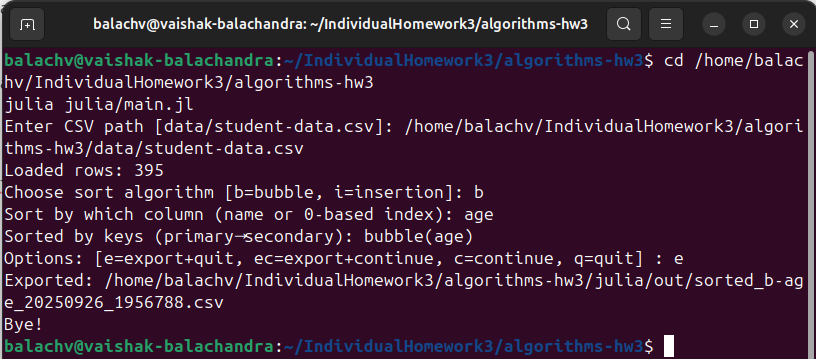 balachv@vaishak-balachandra: ~/IndividualHomework3/algorithms-hw3
balachv@vaishak-balachandra:~/IndividualHomework3/algorithms-hw3$ cd /home/balac
hv/IndividualHomework3/algorithms-hw3
julia julia/main.jl
Enter CSV path [data/student-data.csv]: /home/balachv/IndividualHomework3/algori
thms-hw3/data/student-data.csv
Loaded rows: 395
Choose sort algorithm [b=bubble, i=insertion]: b
Sort by which column (name or 0-based index): age
Sorted by keys (primary→secondary): bubble(age)
Options: [e=export+quit, ec=export+continue, c=continue, q=quit] : e
Exported: /home/balachv/IndividualHomework3/algorithms-hw3/julia/out/sorted_b-ag
e_20250926_1956788.csv
Bye!
balachv@vaishak-balachandra:~/IndividualHomework3/algorithms-hw3$